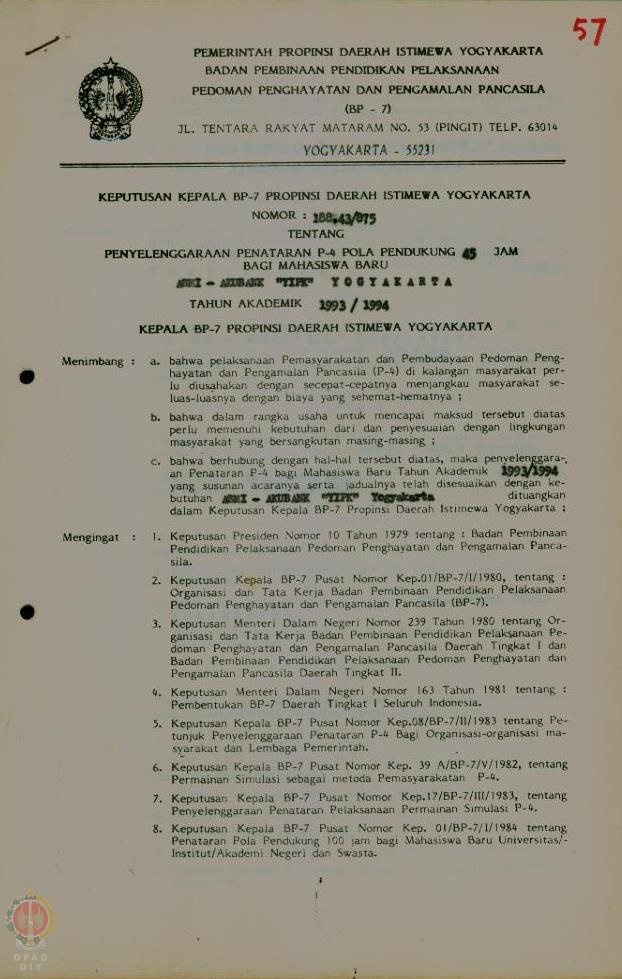 57
PEMERINTAH PROPINSI DAERAH ISTIMEWA YOGYAKARTA
BADAN PEMBINAAN PENDIDIKAN PELAKSANAAN
PEDOMAN PENGHAYATAN DAN PENGAMALAN PANCASILA
(BP - 7)
JL. TENTARA RAKYAT MATARAM NO. 53 (PINGIT) TELP. 63014
YOGYAKARTA - 55231
KEPUTUSAN KEPALA BP-7 PROPINSI DAERAH ISTIMEWA YOGYAKARTA
NOMOR : 188.43/875
TENTANG
PENYELENGGARAAN PENATARAN P-4 POLA PENDUKUNG 45 JAM
BAGI MAHASISWA BARU
- AKUBANK "YIPK" YOGYAKARTA
TAHUN AKADEMIK 1993 / 1994
KEPALA BP-7 PROPINSI DAERAH ISTIMEWA YOGYAKARTA
Menimbang : a. bahwa pelaksanaan Pemasyarakatan dan Pembudayaan Pedoman Peng-
hayatan dan Pengamalan Pancasila (P-4) di kalangan masyarakat per-
lu diusahakan dengan secepat-cepatnya menjangkau masyarakat se-
luas-luasnya dengan biaya yang sehemat-hematnya ;
b. bahwa dalam rangka usaha untuk mencapai maksud tersebut diatas
perlu memenuhi kebutuhan dari dan penyesuaian dengan lingkungan
masyarakat yang bersangkutan masing-masing ;
c. bahwa berhubung dengan hal-hal tersebut diatas, maka penyelenggara-
an Penataran P-4 bagi Mahasiswa Baru Tahun Akademik 1993/1994
yang susunan acaranya serta jadualnya telah disesuaikan dengan ke-
butuhan - AKUBANK "YIPK" Yogyakarta dituangkan
dalam Keputusan Kepala BP-7 Propinsi Daerah Istimewa Yogyakarta ;
Mengingat : 1. Keputusan Presiden Nomor 10 Tahun 1979 tentang : Badan Pembinaan
Pendidikan Pelaksanaan Pedoman Penghayatan dan Pengamalan Panca-
sila.
2. Keputusan Kepala BP-7 Pusat Nomor Kep.01/BP-7/I/1980, tentang :
Organisasi dan Tata Kerja Badan Pembinaan Pendidikan Pelaksanaan
Pedoman Penghayatan dan Pengamalan Pancasila (BP-7).
3. Keputusan Menteri Dalam Negeri Nomor 239 Tahun 1980 tentang Or-
ganisasi dan Tata Kerja Badan Pembinaan Pendidikan Pelaksanaan Pe-
doman Penghayatan dan Pengamalan Pancasila Daerah Tingkat I dan
Badan Pembinaan Pendidikan Pelaksanaan Pedoman Penghayatan dan
Pengamalan Pancasila Daerah Tingkat II.
4. Keputusan Menteri Dalam Negeri Nomor 163 Tahun 1981 tentang :
Pembentukan BP-7 Daerah Tingkat I Seluruh Indonesia.
5. Keputusan Kepala BP-7 Pusat Nomor Kep.08/BP-7/II/1983 tentang Pe-
tunjuk Penyelenggaraan Penataran P-4 Bagi Organisasi-organisasi ma-
syarakat dan Lembaga Pemerintah.
6. Keputusan Kepala BP-7 Pusat Nomor Kep. 39 A/BP-7/V/1982, tentang
Permainan Simulasi sebagai metoda Pemasyarakatan P-4.
7. Keputusan Kepala BP-7 Pusat Nomor Kep.17/BP-7/III/1983, tentang
Penyelenggaraan Penataran Pelaksanaan Permainan Simulasi P-4.
8. Keputusan Kepala BP-7 Pusat Nomor Kep. 01/BP-7/I/1984 tentang
Penataran Pola Pendukung 100 jam bagi Mahasiswa Baru Universitas/-
Institut/Akademi Negeri dan Swasta.
DPAD
DIY